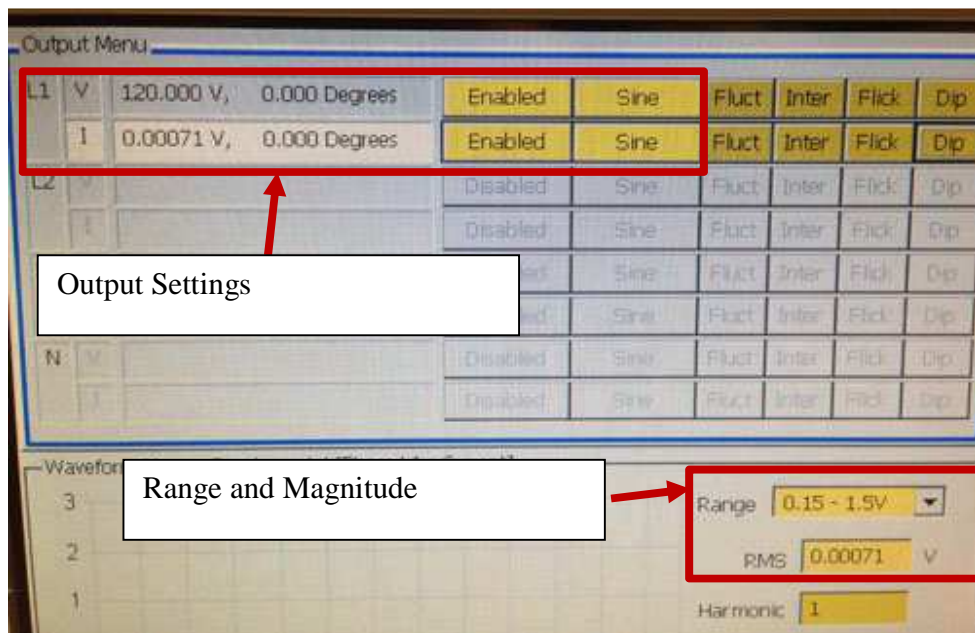 Output Menu
L1 V 120.000 V, 0.000 Degrees Enabled Sine Fluct Inter Flick Dip
I 0.00071 V, 0.000 Degrees Enabled Sine Fluct Inter Flick Dip
L2 V Disabled Sine Fluct Inter Flick Dip
I Disabled Sine Fluct Inter Flick Dip
Output Settings
Sine Fluct Inter Flick Dip
Sine Fluct Inter Flick Dip
N V Disabled Sine Fluct Inter Flick Dip
I Disabled Sine Fluct Inter Flick Dip
Range and Magnitude
3
Range 0.15 - 1.5V
2
RMS 0.00071 V
1
Harmonic 1